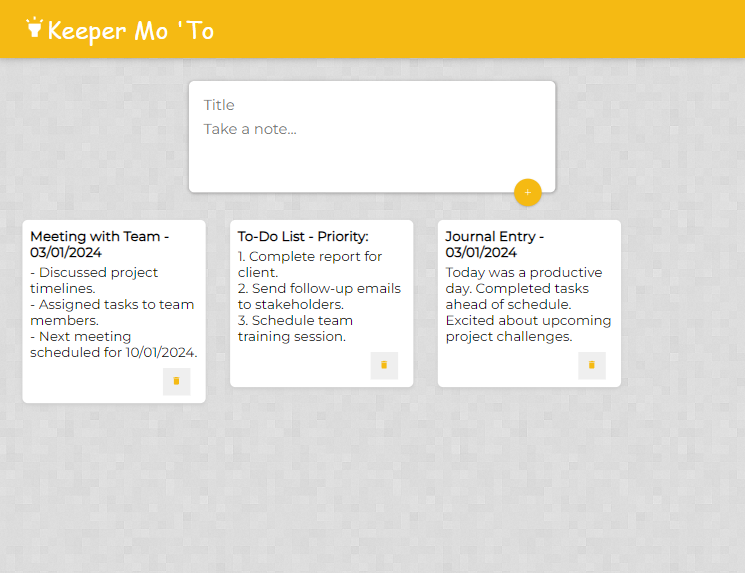 Keeper Mo 'To
Title
Take a note...
+
Meeting with Team -
03/01/2024
- Discussed project
timelines.
- Assigned tasks to team
members.
- Next meeting
scheduled for 10/01/2024.
To-Do List - Priority:
1. Complete report for
client.
2. Send follow-up emails
to stakeholders.
3. Schedule team
training session.
Journal Entry -
03/01/2024
Today was a productive
day. Completed tasks
ahead of schedule.
Excited about upcoming
project challenges.